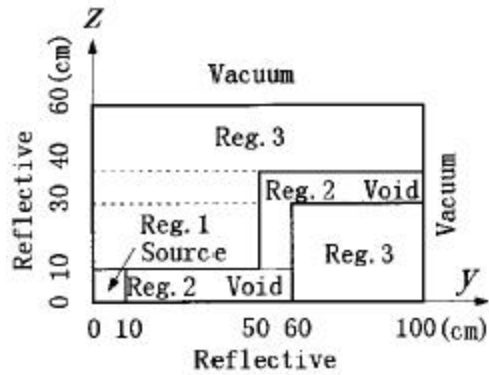 Z
Vacuum
60 (cm)
40
30
10
0
Reflective
Reg. 3
Reg. 2 Void
Reg. 1
Source
Reg. 3
Vacuum
Reg. 2 Void
y
0 10 50 60 100 (cm)
Reflective